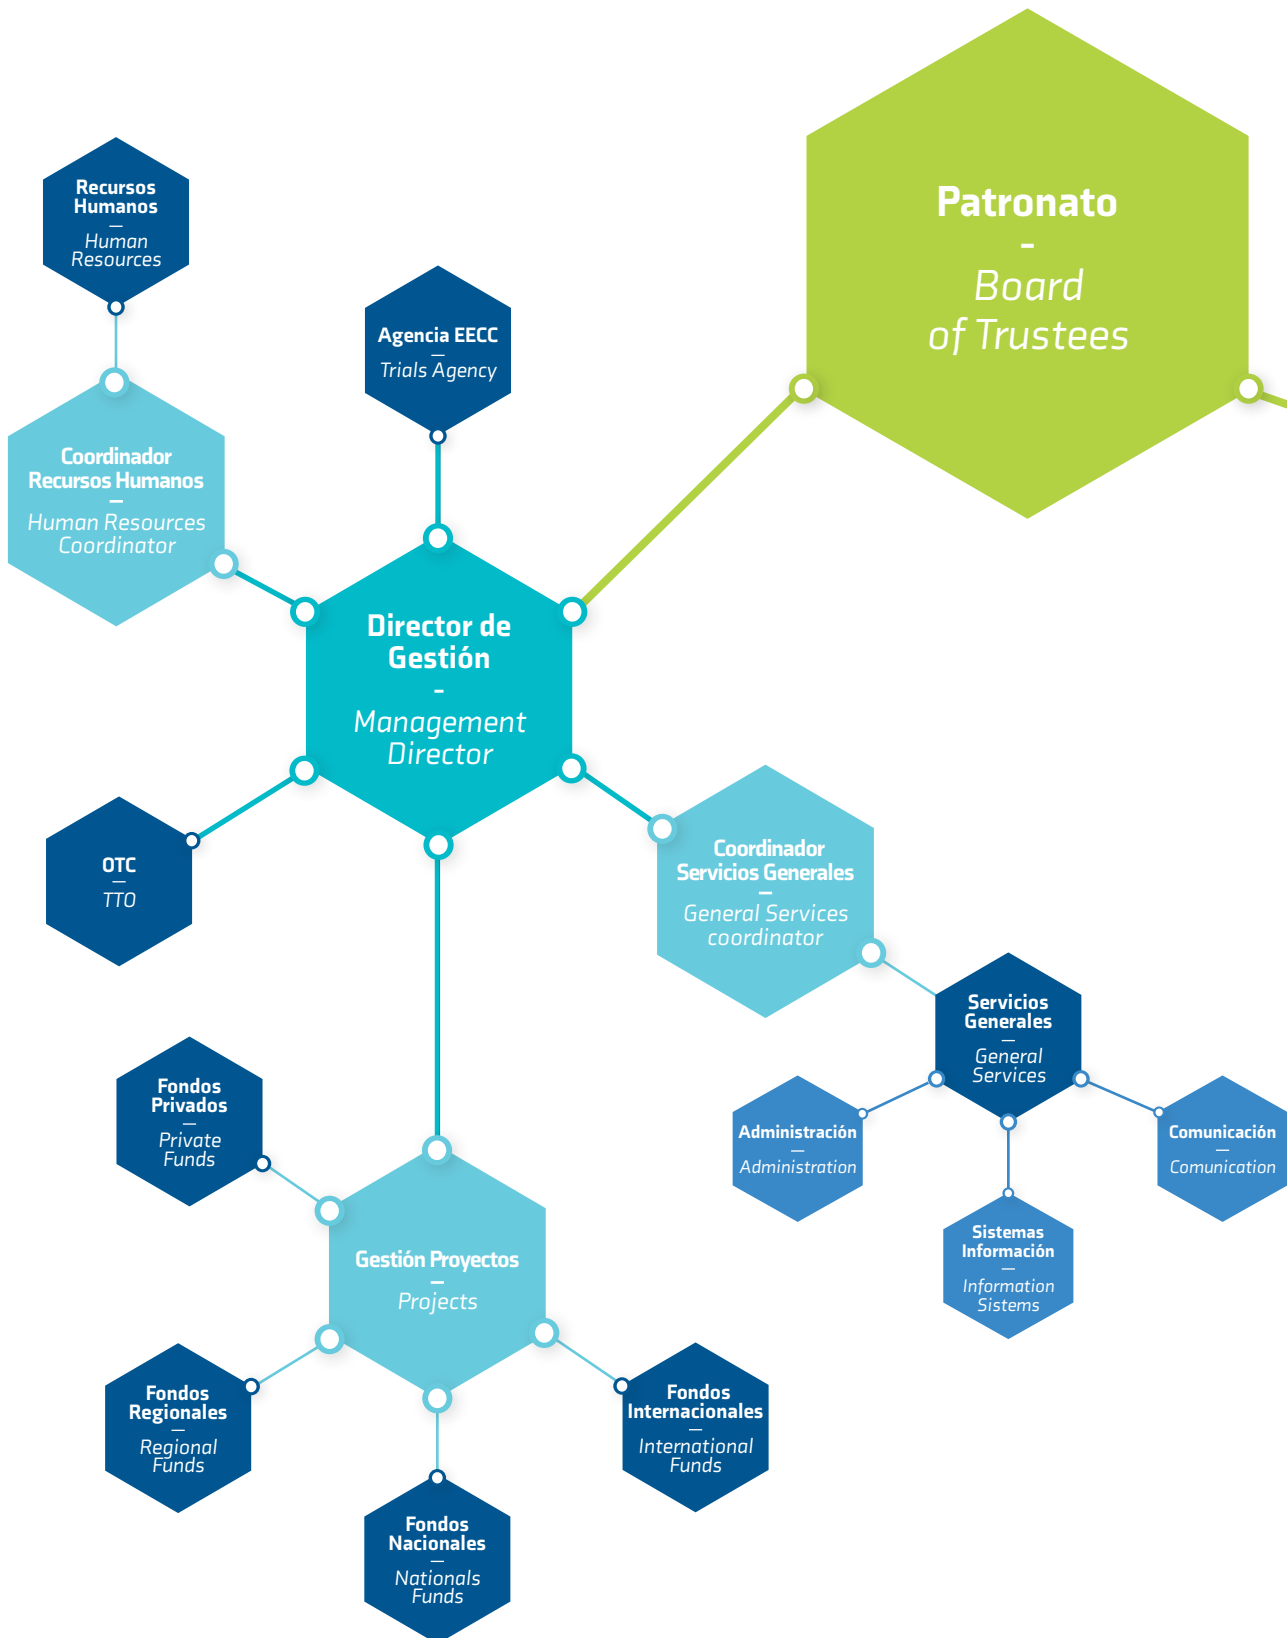 Patronato
-
Board
of Trustees
Recursos
Humanos
—
Human
Resources
Agencia EECC
—
Trials Agency
Coordinador
Recursos Humanos
—
Human Resources
Coordinator
Director de
Gestión
-
Management
Director
OTC
—
TTO
Coordinador
Servicios Generales
—
General Services
coordinator
Servicios
Generales
—
General
Services
Administración
—
Administration
Comunicación
—
Comunication
Sistemas
Información
—
Information
Sistems
Fondos
Privados
—
Private
Funds
Gestión Proyectos
—
Projects
Fondos
Regionales
—
Regional
Funds
Fondos
Internacionales
—
International
Funds
Fondos
Nacionales
—
Nationals
Funds